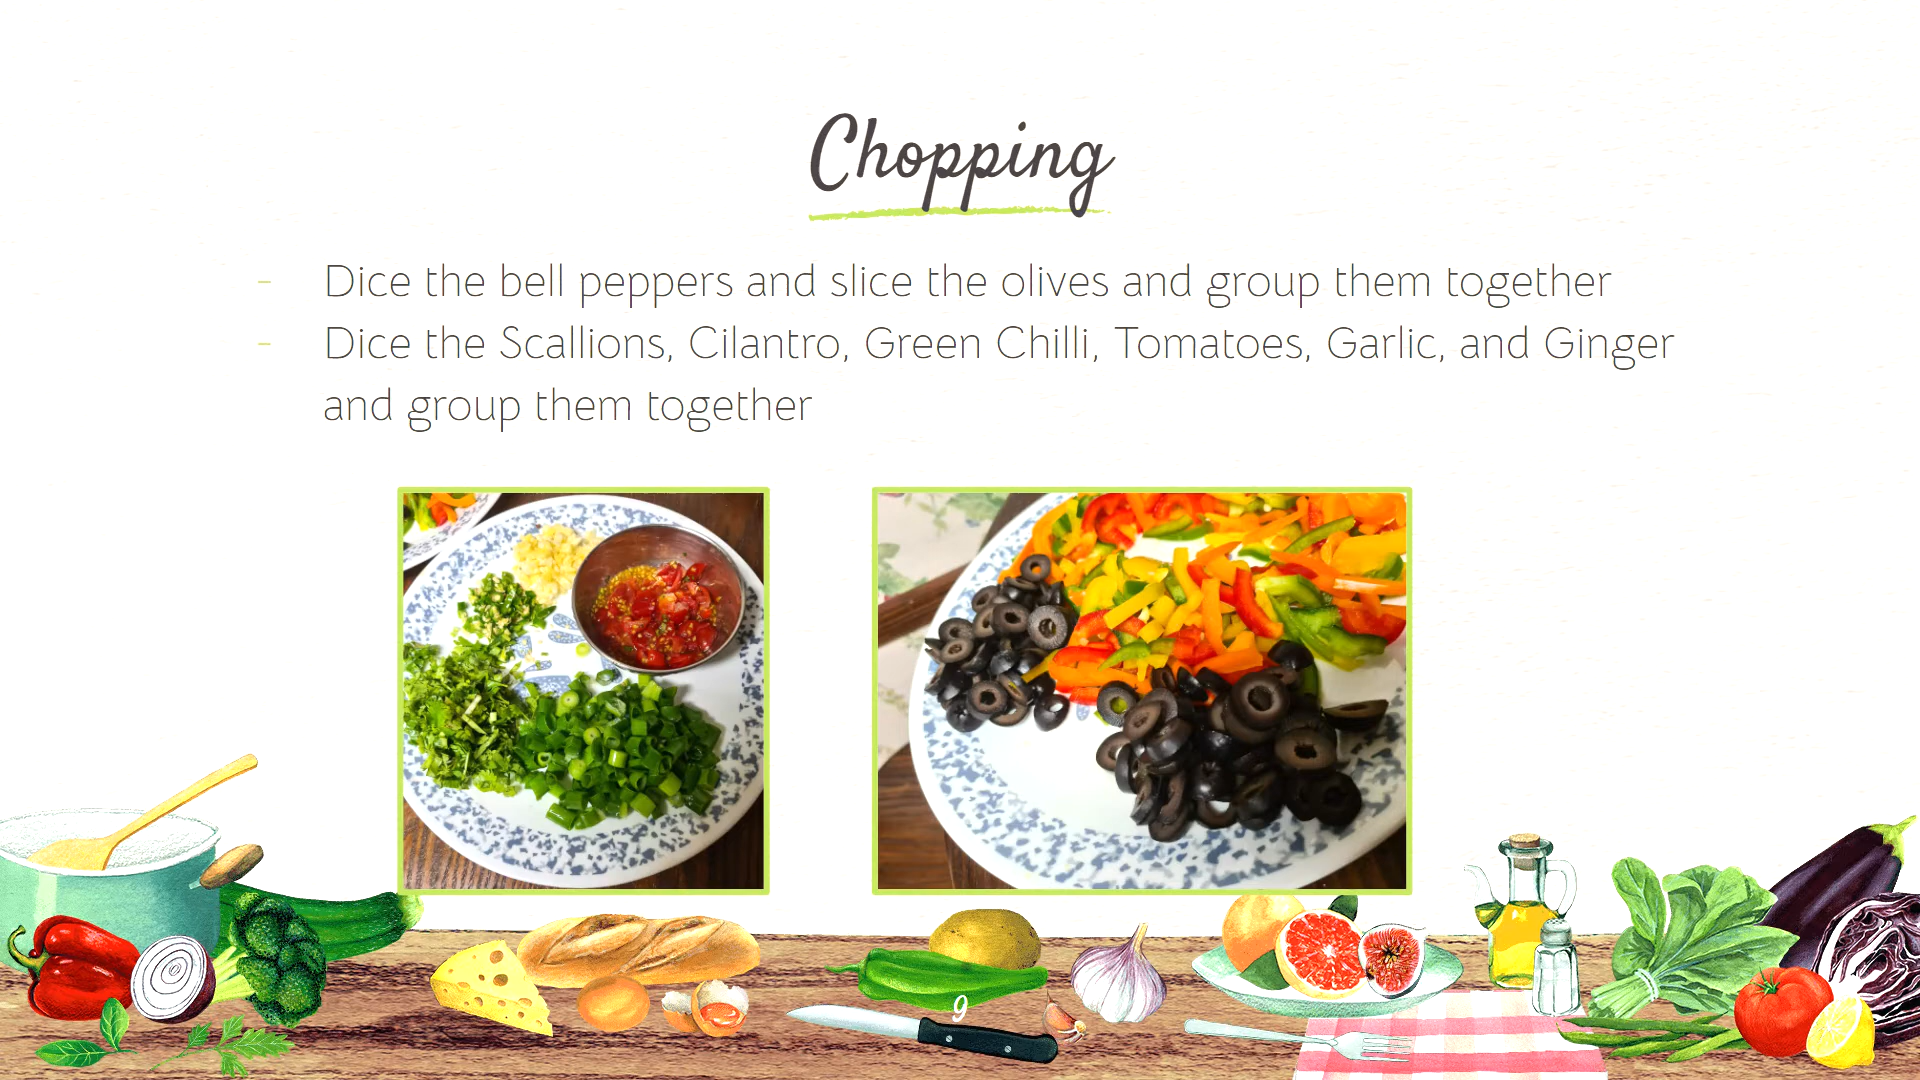 Chopping
- Dice the bell peppers and slice the olives and group them together
- Dice the Scallions, Cilantro, Green Chilli, Tomatoes, Garlic, and Ginger
and group them together
9